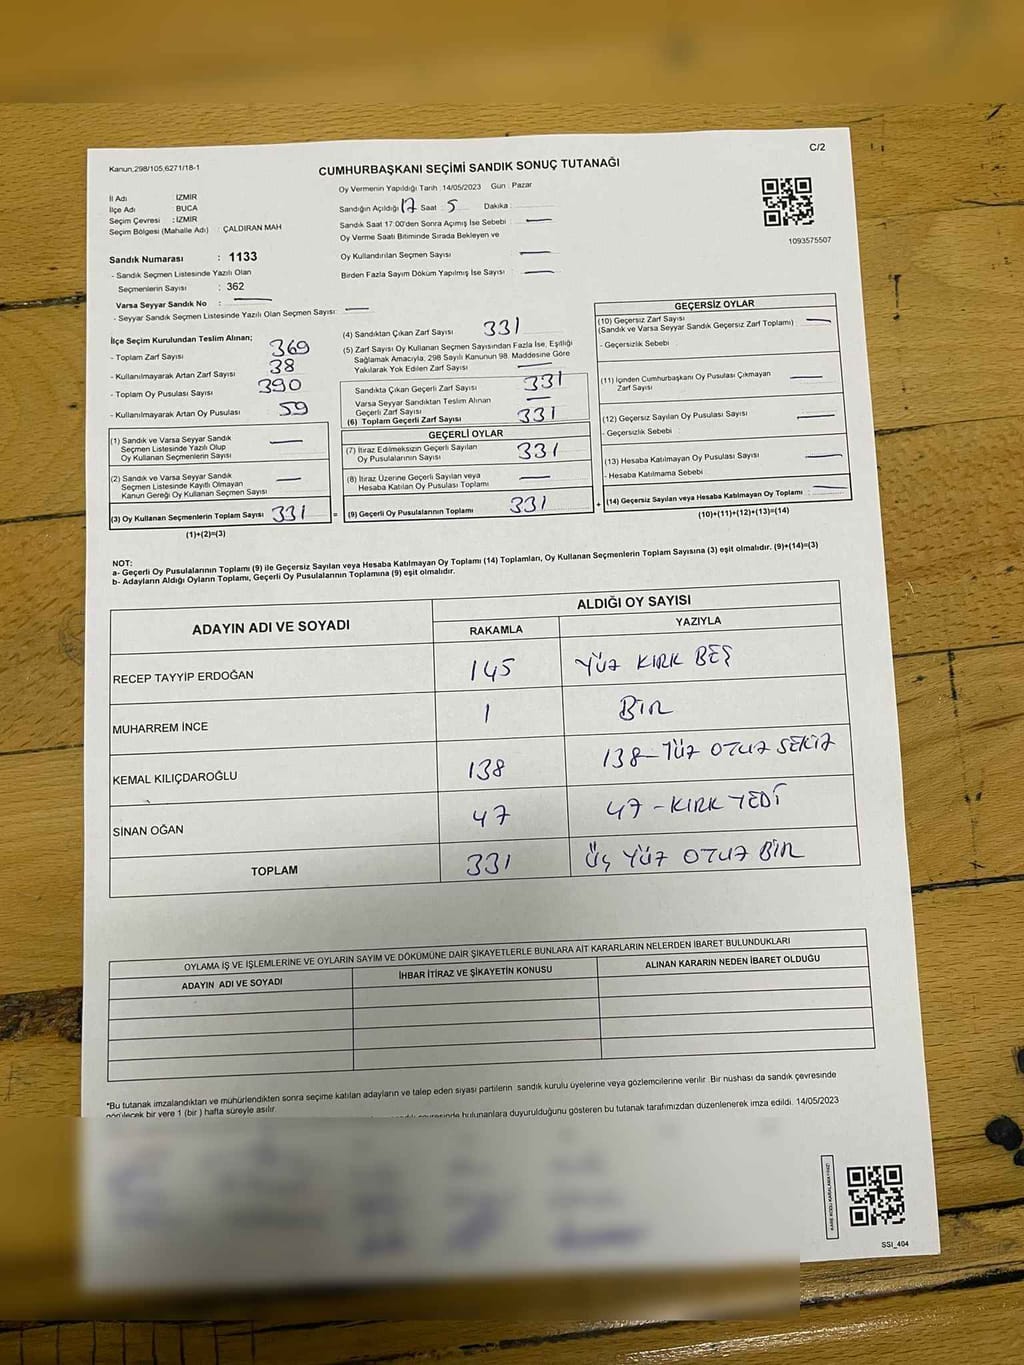 Kanun,298/105,6271/18-1
C/2
CUMHURBAŞKANI SEÇİMİ SANDIK SONUÇ TUTANAĞI
Oy Vermenin Yapıldığı Tarih :14/05/2023 Gün : Pazar
İl Adı : İZMİR
İlçe Adı : BUCA
Seçim Çevresi : İZMİR
Seçim Bölgesi (Mahalle Adı) : ÇALDIRAN MAH
Sandığın Açıldığı 17 Saat 5 Dakika :
Sandık Saat 17:00'den Sonra Açımış İse Sebebi :
Oy Verme Saati Bitiminde Sırada Bekleyen ve
Oy Kullandırılan Seçmen Sayısı :
Birden Fazla Sayım Döküm Yapılmış İse Sayısı :
1093575507
Sandık Numarası : 1133
- Sandık Seçmen Listesinde Yazılı Olan
Seçmenlerin Sayısı : 362
Varsa Seyyar Sandık No :
- Seyyar Sandık Seçmen Listesinde Yazılı Olan Seçmen Sayısı:
İlçe Seçim Kurulundan Teslim Alınan;
- Toplam Zarf Sayısı 369
- Kullanılmayarak Artan Zarf Sayısı 38
- Toplam Oy Pusulası Sayısı 390
- Kullanılmayarak Artan Oy Pusulası 59
(1) Sandık ve Varsa Seyyar Sandık
Seçmen Listesinde Yazılı Olup
Oy Kullanan Seçmenlerin Sayısı
(2) Sandık ve Varsa Seyyar Sandık
Seçmen Listesinde Kayıtlı Olmayan
Kanun Gereği Oy Kullanan Seçmen Sayısı
(3) Oy Kullanan Seçmenlerin Toplam Sayısı 331
(1)+(2)=(3)
(4) Sandıktan Çıkan Zarf Sayısı 331
(5) Zarf Sayısı Oy Kullanan Seçmen Sayısından Fazla İse, Eşitliği
Sağlamak Amacıyla, 298 Sayılı Kanunun 98. Maddesine Göre
Yakılarak Yok Edilen Zarf Sayısı
Sandıkta Çıkan Geçerli Zarf Sayısı 331
Varsa Seyyar Sandıktan Teslim Alınan
Geçerli Zarf Sayısı
(6) Toplam Geçerli Zarf Sayısı 331
GEÇERLİ OYLAR
(7) İtiraz Edilmeksizin Geçerli Sayılan
Oy Pusulalarının Sayısı 331
(8) İtiraz Üzerine Geçerli Sayılan veya
Hesaba Katılan Oy Pusulası Toplamı
= (9) Geçerli Oy Pusulalarının Toplamı 331
GEÇERSİZ OYLAR
(10) Geçersiz Zarf Sayısı
(Sandık ve Varsa Seyyar Sandık Geçersiz Zarf Toplamı)
- Geçersizlik Sebebi :
(11) İçinden Cumhurbaşkanı Oy Pusulası Çıkmayan
Zarf Sayısı
(12) Geçersiz Sayılan Oy Pusulası Sayısı
- Geçersizlik Sebebi :
(13) Hesaba Katılmayan Oy Pusulası Sayısı
- Hesaba Katılmama Sebebi :
+ (14) Geçersiz Sayılan veya Hesaba Katılmayan Oy Toplamı
(10)+(11)+(12)+(13)=(14)
NOT:
a- Geçerli Oy Pusulalarının Toplamı (9) ile Geçersiz Sayılan veya Hesaba Katılmayan Oy Toplamı (14) Toplamları, Oy Kullanan Seçmenlerin Toplam Sayısına (3) eşit olmalıdır. (9)+(14)=(3)
b- Adayların Aldığı Oyların Toplamı, Geçerli Oy Pusulalarının Toplamına (9) eşit olmalıdır.
ADAYIN ADI VE SOYADI
ALDIĞI OY SAYISI
RAKAMLA YAZIYLA
RECEP TAYYİP ERDOĞAN 145 YÜZ KIRK BEŞ
MUHARREM İNCE 1 BİR
KEMAL KILIÇDAROĞLU 138 138-YÜZ OTUZ SEKİZ
SİNAN OĞAN 47 47-KIRK YEDİ
TOPLAM 331 ÜÇ YÜZ OTUZ BİR
OYLAMA İŞ VE İŞLEMLERİNE VE OYLARIN SAYIM VE DÖKÜMÜNE DAİR ŞİKAYETLERLE BUNLARA AİT KARARLARIN NELERDEN İBARET BULUNDUKLARI
ADAYIN ADI VE SOYADI İHBAR İTİRAZ VE ŞİKAYETİN KONUSU ALINAN KARARIN NEDEN İBARET OLDUĞU
*Bu tutanak imzalandıktan ve mühürlendikten sonra seçime katılan adayların ve talep eden siyasi partilerin sandık kurulu üyelerine veya gözlemcilerine verilir. Bir nüshası da sandık çevresinde
görülecek bir yere 1 (bir ) hafta süreyle asılır.
bulunanlara duyurulduğunu gösteren bu tutanak tarafımızdan düzenlenerek imza edildi. 14/05/2023
KARE KODU KARALAMAYINIZ!
SSI_404